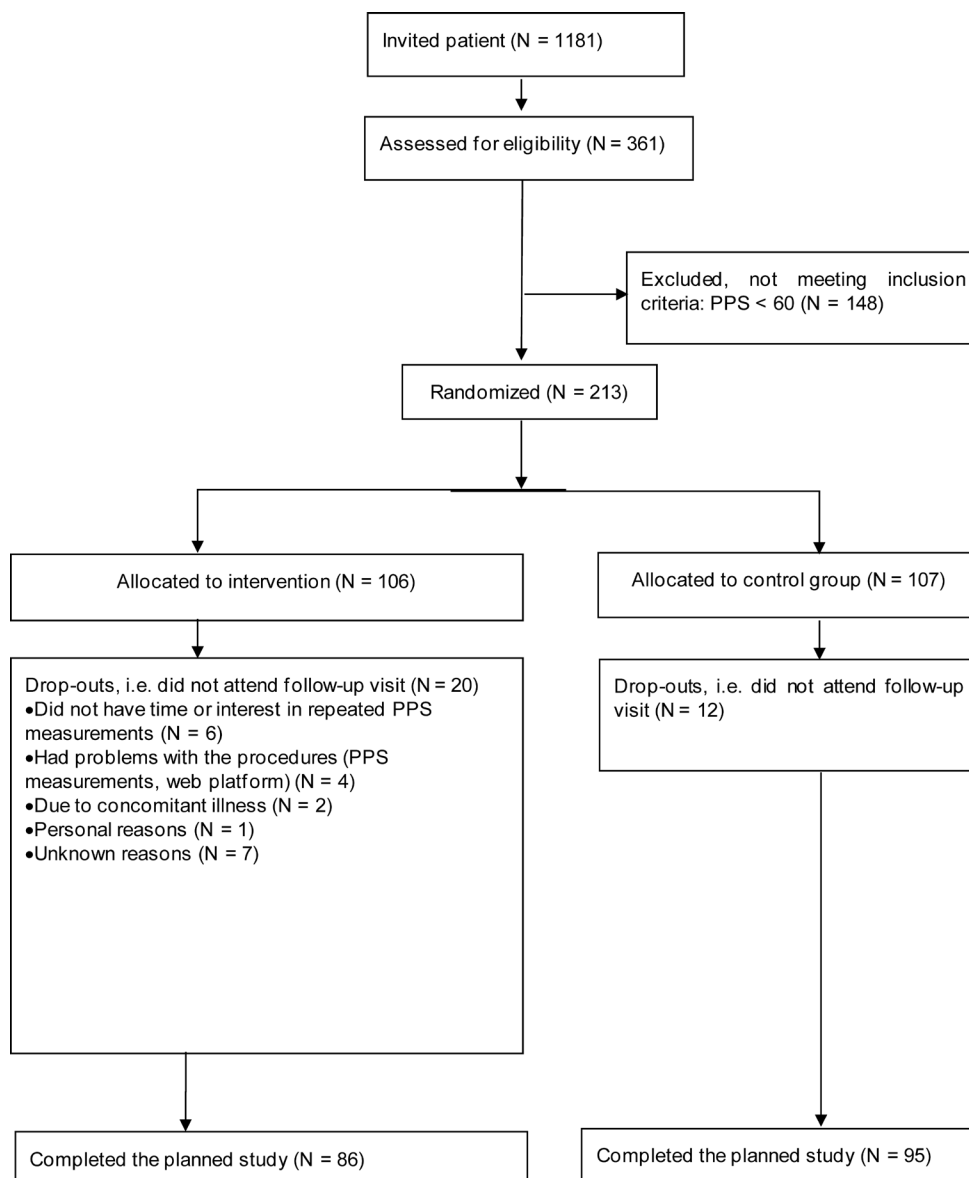 Invited patient (N = 1181)
Assessed for eligibility (N = 361)
Excluded, not meeting inclusion
criteria: PPS < 60 (N = 148)
Randomized (N = 213)
Allocated to intervention (N = 106)
Allocated to control group (N = 107)
Drop-outs, i.e. did not attend follow-up visit (N = 20)
•Did not have time or interest in repeated PPS
measurements (N = 6)
•Had problems with the procedures (PPS
measurements, web platform) (N = 4)
•Due to concomitant illness (N = 2)
•Personal reasons (N = 1)
•Unknown reasons (N = 7)
Drop-outs, i.e. did not attend follow-up
visit (N = 12)
Completed the planned study (N = 86)
Completed the planned study (N = 95)